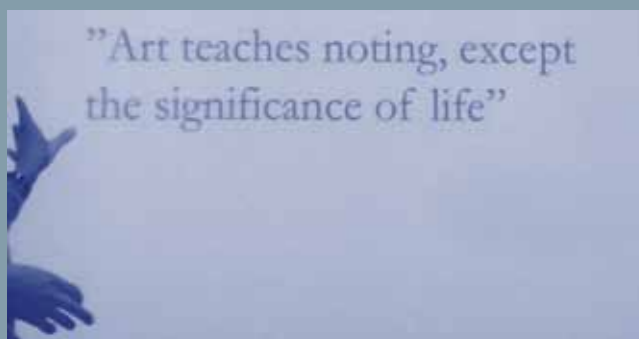 ”Art teaches noting, except
the significance of life”